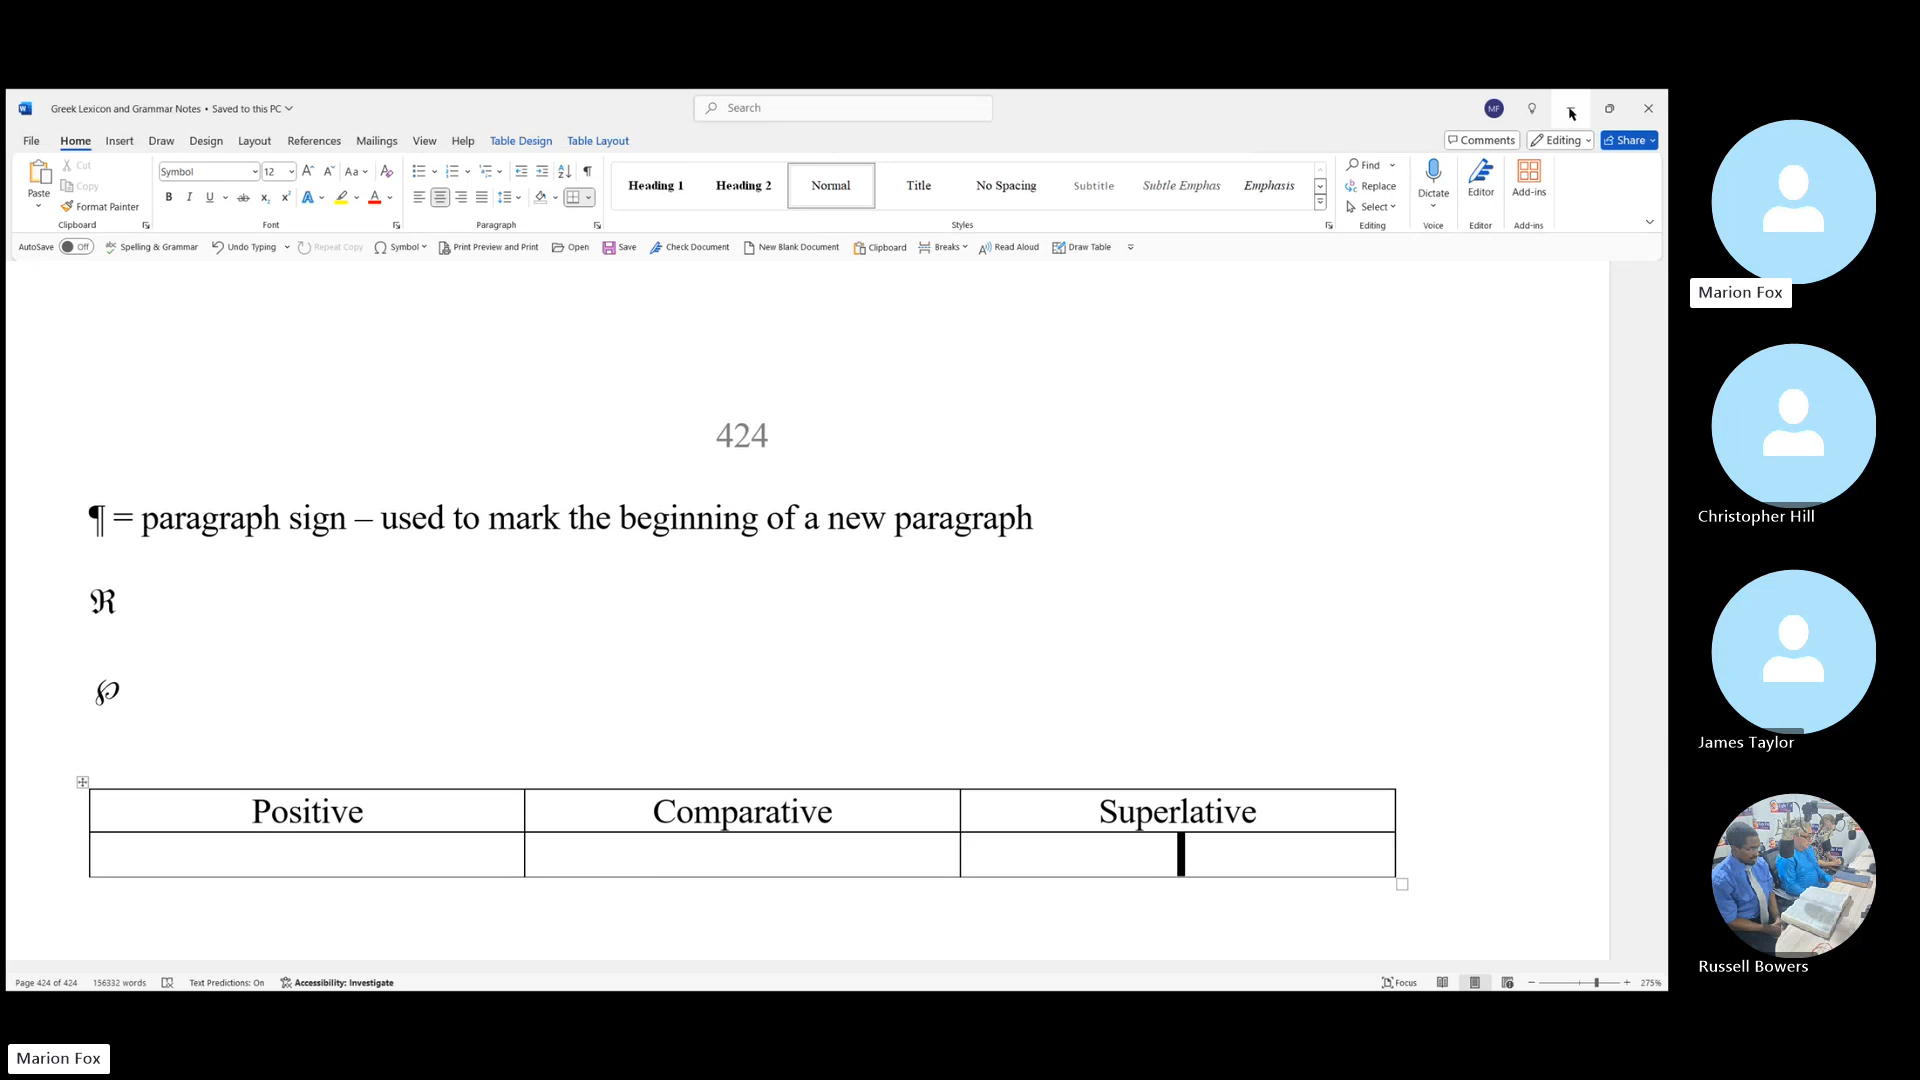 Greek Lexicon and Grammar Notes • Saved to this PC
Search
MF
File Home Insert Draw Design Layout References Mailings View Help Table Design Table Layout
Comments Editing Share
Paste
Cut
Copy
Format Painter
Clipboard
Symbol 12
Aa
B I U ab x₂ x² A A
Font
Paragraph
Heading 1 Heading 2 Normal Title No Spacing Subtitle Subtle Emphas Emphasis
Styles
Find
Replace
Select
Editing
Dictate
Voice
Editor
Editor
Add-ins
Add-ins
AutoSave Off Spelling & Grammar Undo Typing Repeat Copy Symbol Print Preview and Print Open Save Check Document New Blank Document Clipboard Breaks Read Aloud Draw Table
424
¶ = paragraph sign – used to mark the beginning of a new paragraph
ℜ
℘
Positive Comparative Superlative
Page 424 of 424 156332 words Text Predictions: On Accessibility: Investigate
Focus 275%
Marion Fox
Christopher Hill
James Taylor
Russell Bowers
Marion Fox